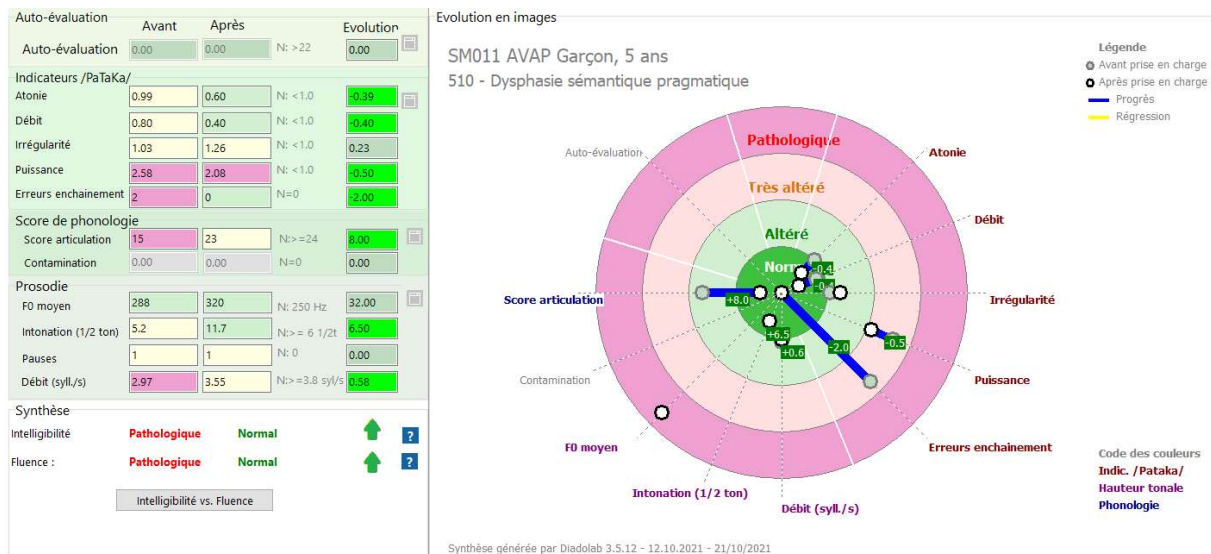 Auto-évaluation
Avant Après Evolution
Auto-évaluation 0.00 0.00 N: >22 0.00
Indicateurs /PaTaKa/
Atonie 0.99 0.60 N: <1.0 -0.39
Débit 0.80 0.40 N: <1.0 -0.40
Irrégularité 1.03 1.26 N: <1.0 0.23
Puissance 2.58 2.08 N: <1.0 -0.50
Erreurs enchainement 2 0 N=0 -2.00
Score de phonologie
Score articulation 15 23 N:>=24 8.00
Contamination 0.00 0.00 N=0 0.00
Prosodie
F0 moyen 288 320 N: 250 Hz 32.00
Intonation (1/2 ton) 5.2 11.7 N:>= 6 1/2t 6.50
Pauses 1 1 N: 0 0.00
Débit (syll./s) 2.97 3.55 N:>=3.8 syl/s 0.58
Synthèse
Intelligibilité Pathologique Normal ?
Fluence : Pathologique Normal ?
Intelligibilité vs. Fluence
Evolution en images
SM011 AVAP Garçon, 5 ans
510 - Dysphasie sémantique pragmatique
Légende
Avant prise en charge
Après prise en charge
Progrès
Régression
Pathologique
Très altéré
Altéré
Norm
Auto-évaluation
Atonie
Débit
Irrégularité
Puissance
Erreurs enchainement
Débit (syll./s)
Intonation (1/2 ton)
F0 moyen
Contamination
Score articulation
-0.4
+8.0
+6.5
+0.6
-2.0
-0.5
Code des couleurs
Indic. /Pataka/
Hauteur tonale
Phonologie
Synthèse générée par Diadolab 3.5.12 - 12.10.2021 - 21/10/2021